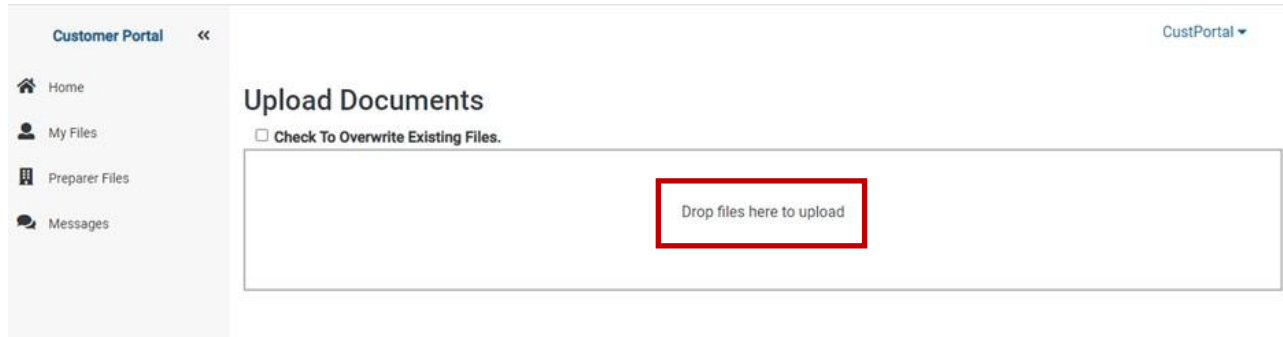 Customer Portal
CustPortal
Home
My Files
Preparer Files
Messages
Upload Documents
Check To Overwrite Existing Files.
Drop files here to upload